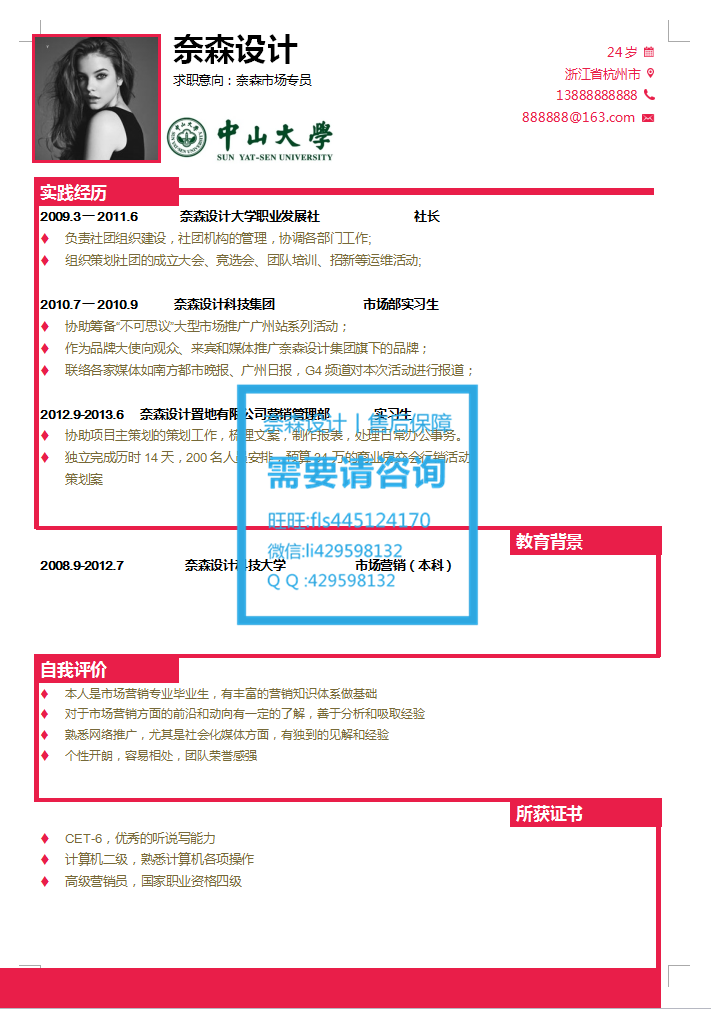 奈森设计
求职意向：奈森市场专员
24 岁
浙江省杭州市
13888888888
888888@163.com
中山大學
SUN YAT-SEN UNIVERSITY
实践经历
2009.3－2011.6 奈森设计大学职业发展社 社长
负责社团组织建设，社团机构的管理，协调各部门工作;
组织策划社团的成立大会、竞选会、团队培训、招新等运维活动;
2010.7－2010.9 奈森设计科技集团 市场部实习生
协助筹备“不可思议”大型市场推广广州站系列活动；
作为品牌大使向观众、来宾和媒体推广奈森设计集团旗下的品牌；
联络各家媒体如南方都市晚报、广州日报，G4 频道对本次活动进行报道；
2012.9-2013.6 奈森设计置地有限公司营销管理部 实习生
协助项目主策划的策划工作，梳理文案，制作报表，处理日常办公事务。
独立完成历时 14 天，200 名人员安排，预算 万的商业房交会行销活动
策划案
奈森设计丨售后保障
需要请咨询
旺旺:fls445124170
微信:li429598132
Q Q :429598132
教育背景
2008.9-2012.7 奈森设计科技大学 市场营销（本科）
自我评价
本人是市场营销专业毕业生，有丰富的营销知识体系做基础
对于市场营销方面的前沿和动向有一定的了解，善于分析和吸取经验
熟悉网络推广，尤其是社会化媒体方面，有独到的见解和经验
个性开朗，容易相处，团队荣誉感强
所获证书
CET-6，优秀的听说写能力
计算机二级，熟悉计算机各项操作
高级营销员，国家职业资格四级